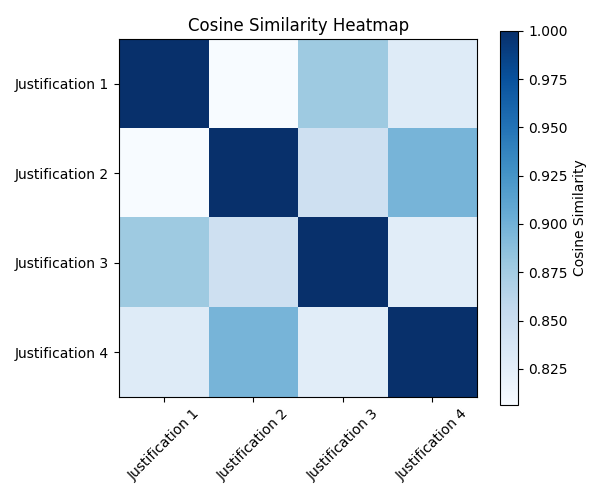 Cosine Similarity Heatmap
Justification 1
Justification 2
Justification 3
Justification 4
Justification 1
Justification 2
Justification 3
Justification 4
1.000
0.975
0.950
0.925
0.900
0.875
0.850
0.825
Cosine Similarity